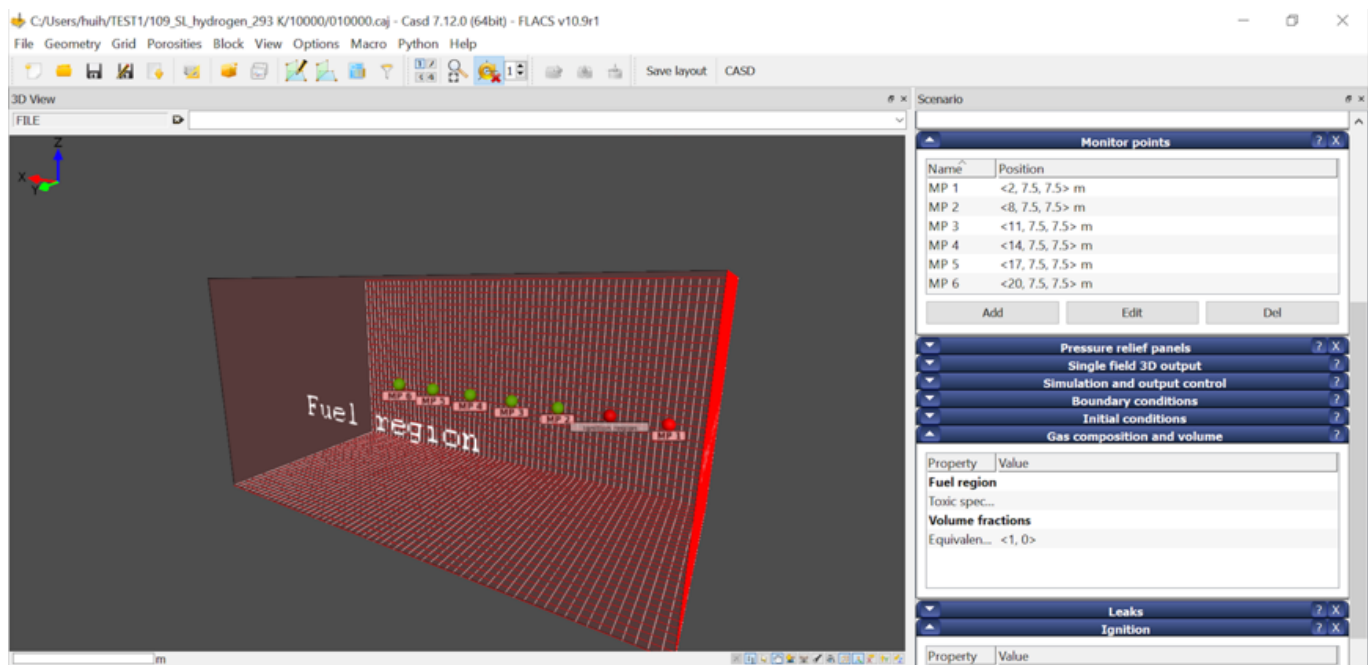 C:/Users/huih/TEST1/109_SL_hydrogen_293 K/10000/010000.caj - Casd 7.12.0 (64bit) - FLACS v10.9r1
File Geometry Grid Porosities Block View Options Macro Python Help
1 Save layout CASD
3D View
FILE
Z
X
Y
Fuel region
MP 6
MP 5
MP 4
MP 3
MP 2
MP 1
m
Scenario
Monitor points ? X
Name Position
MP 1 <2, 7.5, 7.5> m
MP 2 <8, 7.5, 7.5> m
MP 3 <11, 7.5, 7.5> m
MP 4 <14, 7.5, 7.5> m
MP 5 <17, 7.5, 7.5> m
MP 6 <20, 7.5, 7.5> m
Add Edit Del
Pressure relief panels ? X
Single field 3D output ?
Simulation and output control ?
Boundary conditions ?
Initial conditions ?
Gas composition and volume ?
Property Value
Fuel region
Toxic spec...
Volume fractions
Equivalen... <1, 0>
Leaks ? X
Ignition ? X
Property Value